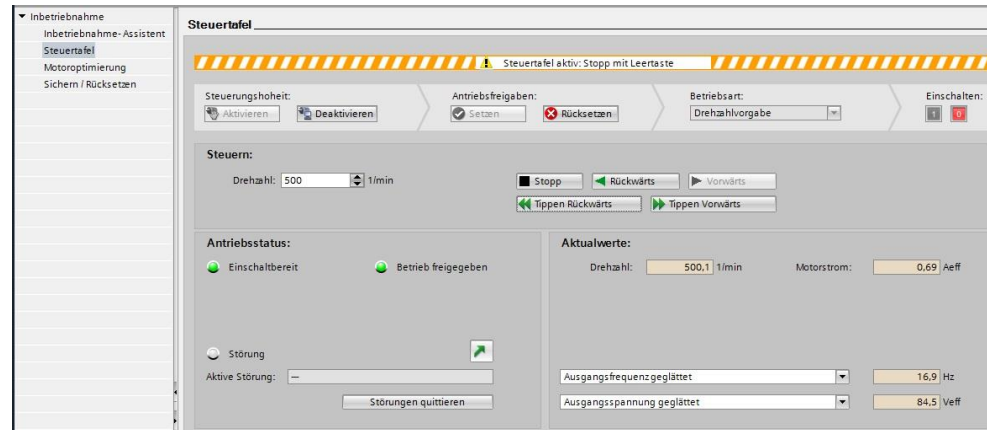 Inbetriebnahme
Inbetriebnahme-Assistent
Steuertafel
Motoroptimierung
Sichern / Rücksetzen
Steuertafel
Steuertafel aktiv: Stopp mit Leertaste
Steuerungshoheit: Antriebsfreigaben: Betriebsart: Einschalten:
Aktivieren Deaktivieren Setzen Rücksetzen Drehzahlvorgabe 1 0
Steuern:
Drehzahl: 500 1/min Stopp Rückwärts Vorwärts
Tippen Rückwärts Tippen Vorwärts
Antriebsstatus: Aktualwerte:
Einschaltbereit Betrieb freigegeben Drehzahl: 500,1 1/min Motorstrom: 0,69 Aeff
Störung
Aktive Störung: — Ausgangsfrequenz geglättet 16,9 Hz
Störungen quittieren Ausgangsspannung geglättet 84,5 Veff